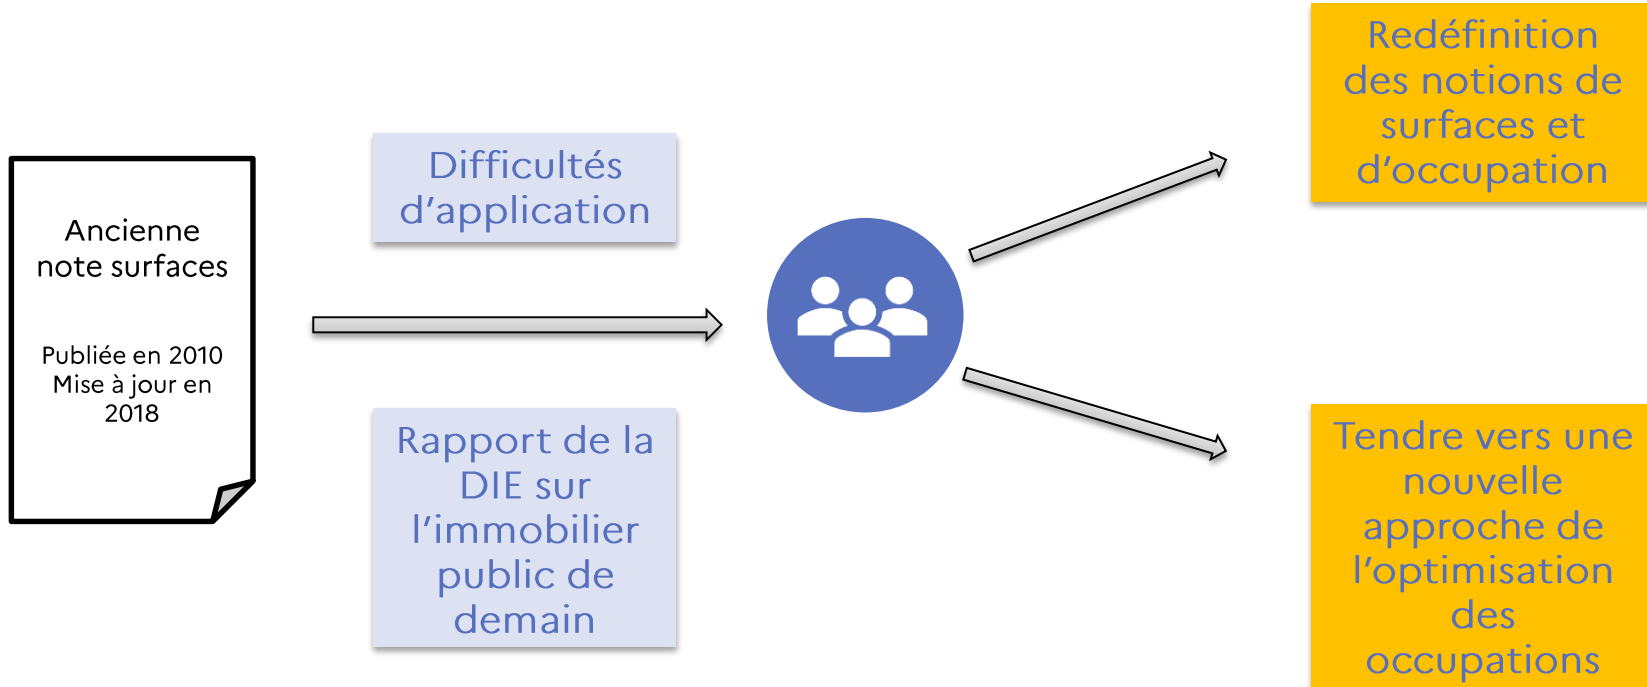 Ancienne
note surfaces
Publiée en 2010
Mise à jour en
2018
Difficultés
d’application
Rapport de la
DIE sur
l’immobilier
public de
demain
Redéfinition
des notions de
surfaces et
d’occupation
Tendre vers une
nouvelle
approche de
l’optimisation
des
occupations